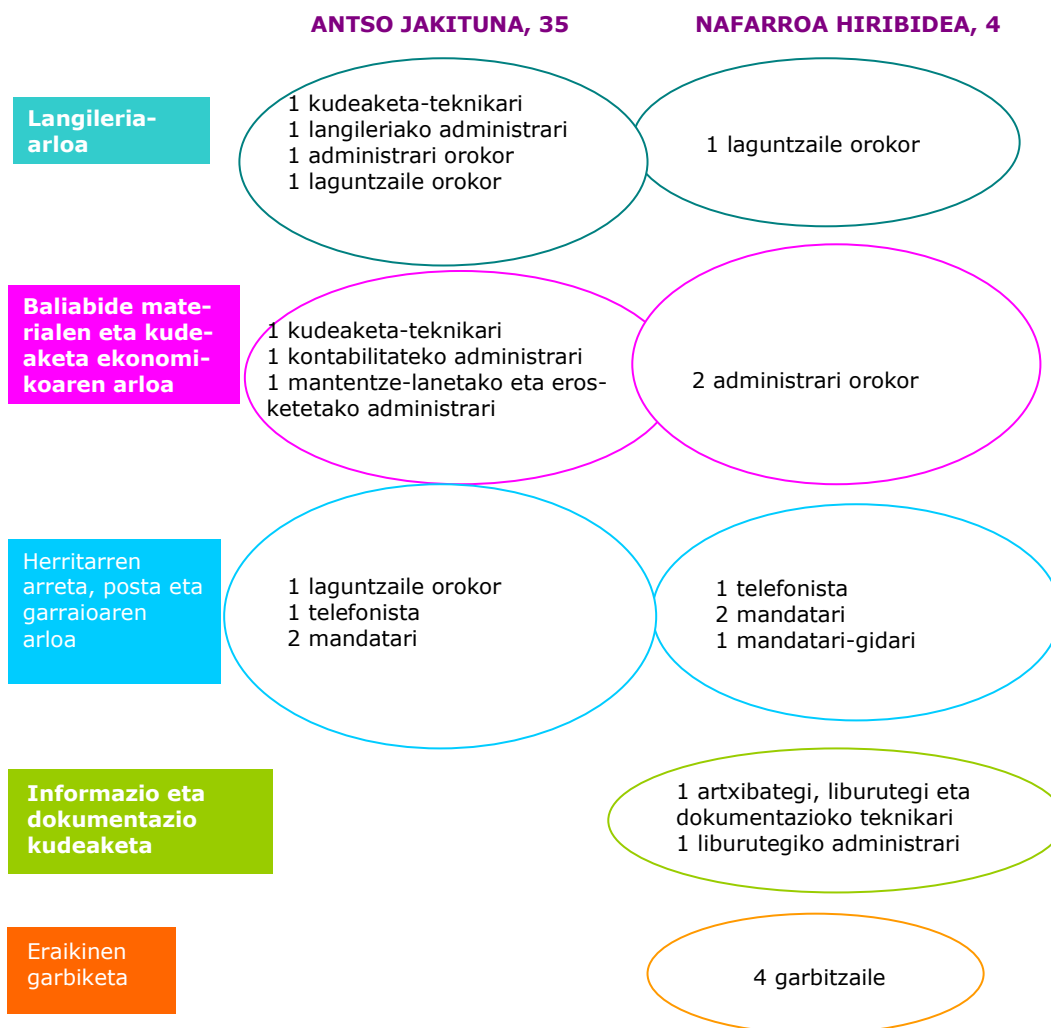 ANTSO JAKITUNA, 35
NAFARROA HIRIBIDEA, 4
Langileria-
arloa
1 kudeaketa-teknikari
1 langileriako administrari
1 administrari orokor
1 laguntzaile orokor
1 laguntzaile orokor
Baliabide mate-
rialen eta kude-
aketa ekonomi-
koaren arloa
1 kudeaketa-teknikari
1 kontabilitateko administrari
1 mantentze-lanetako eta eros-
ketetako administrari
2 administrari orokor
Herritarren
arreta, posta eta
garraioaren
arloa
1 laguntzaile orokor
1 telefonista
2 mandatari
1 telefonista
2 mandatari
1 mandatari-gidari
Informazio eta
dokumentazio
kudeaketa
1 artxibategi, liburutegi eta
dokumentazioko teknikari
1 liburutegiko administrari
Eraikinen
garbiketa
4 garbitzaile